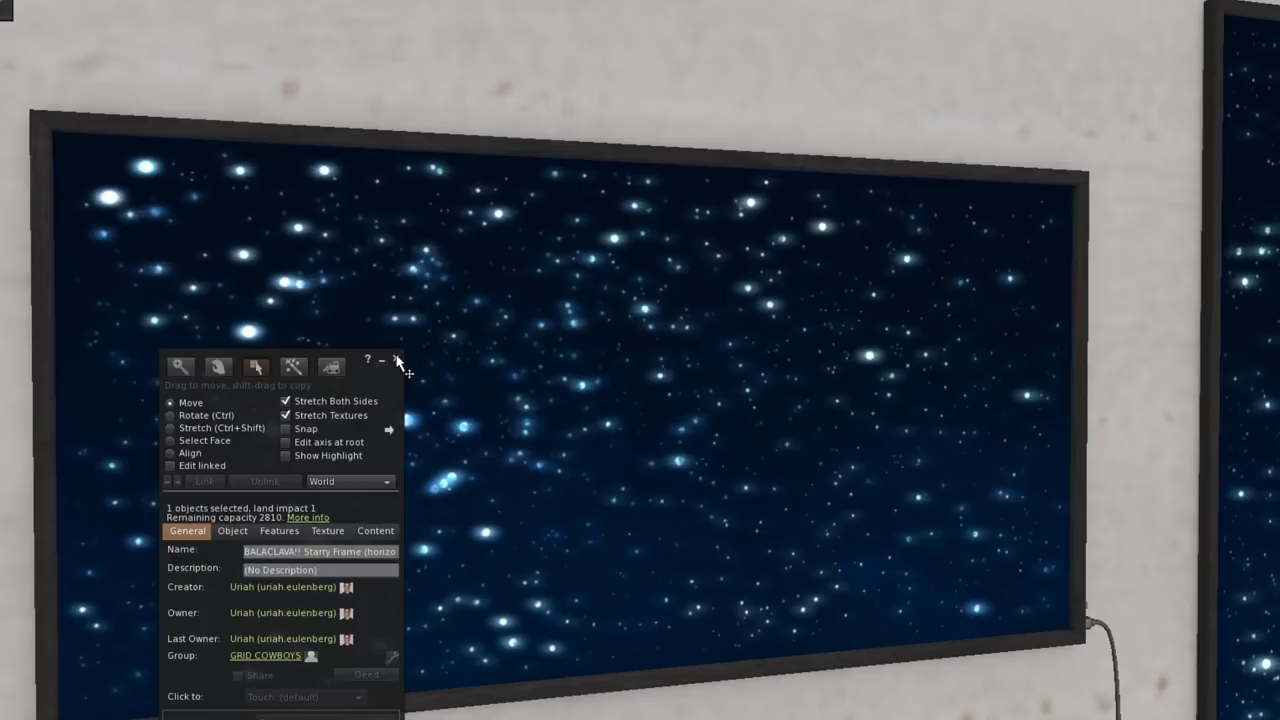 ?
Drag to move, shift-drag to copy
Move
Rotate (Ctrl)
Stretch (Ctrl+Shift)
Select Face
Align
Edit linked
Stretch Both Sides
Stretch Textures
Snap
Edit axis at root
Show Highlight
Link Unlink World
1 objects selected, land impact 1
Remaining capacity 2810. More info
General Object Features Texture Content
Name: BALACLAVA!! Starry Frame (horizo
Description: (No Description)
Creator: Uriah (uriah.eulenberg)
Owner: Uriah (uriah.eulenberg)
Last Owner: Uriah (uriah.eulenberg)
Group: GRID COWBOYS
Share Deed
Click to: Touch (default)